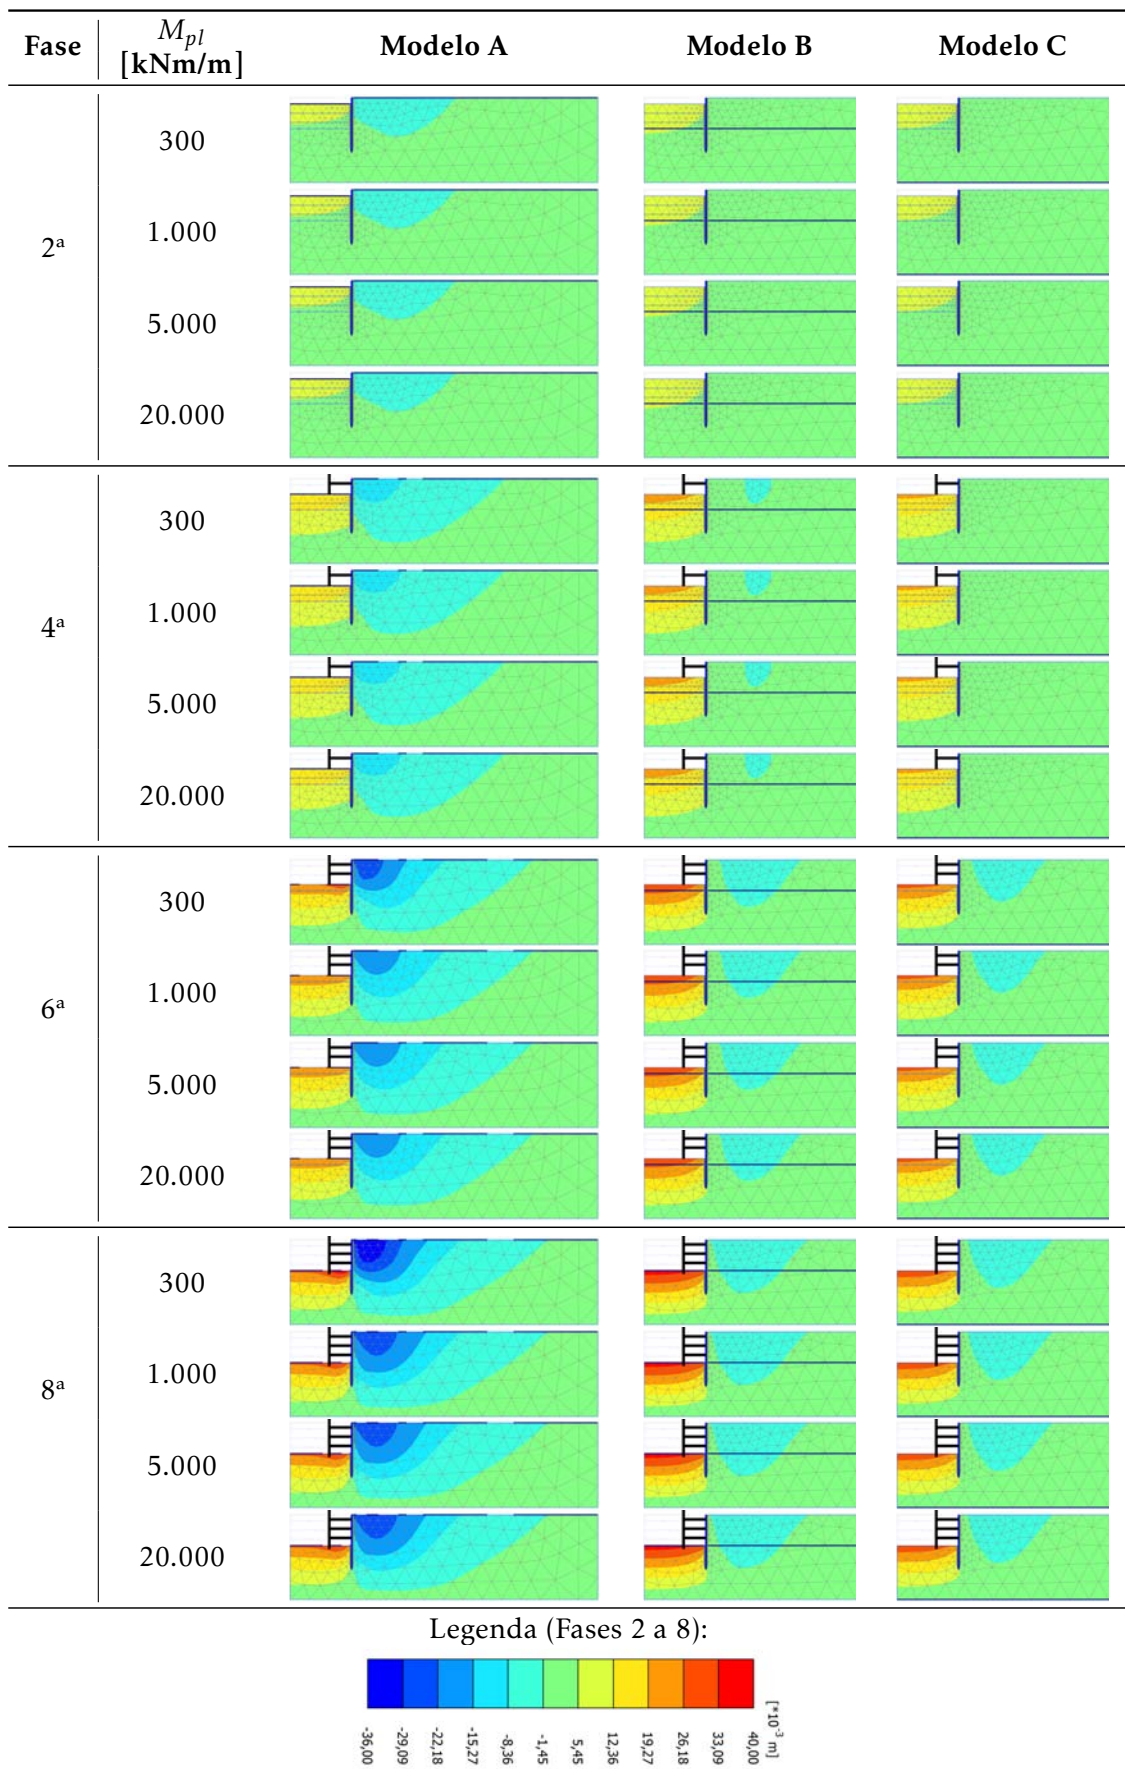 Fase
M_pl
[kNm/m]
Modelo A
Modelo B
Modelo C
2ª
300
1.000
5.000
20.000
4ª
300
1.000
5.000
20.000
6ª
300
1.000
5.000
20.000
8ª
300
1.000
5.000
20.000
Legenda (Fases 2 a 8):
[*10⁻³ m]
-36,00
-29,09
-22,18
-15,27
-8,36
-1,45
5,45
12,36
19,27
26,18
33,09
40,00